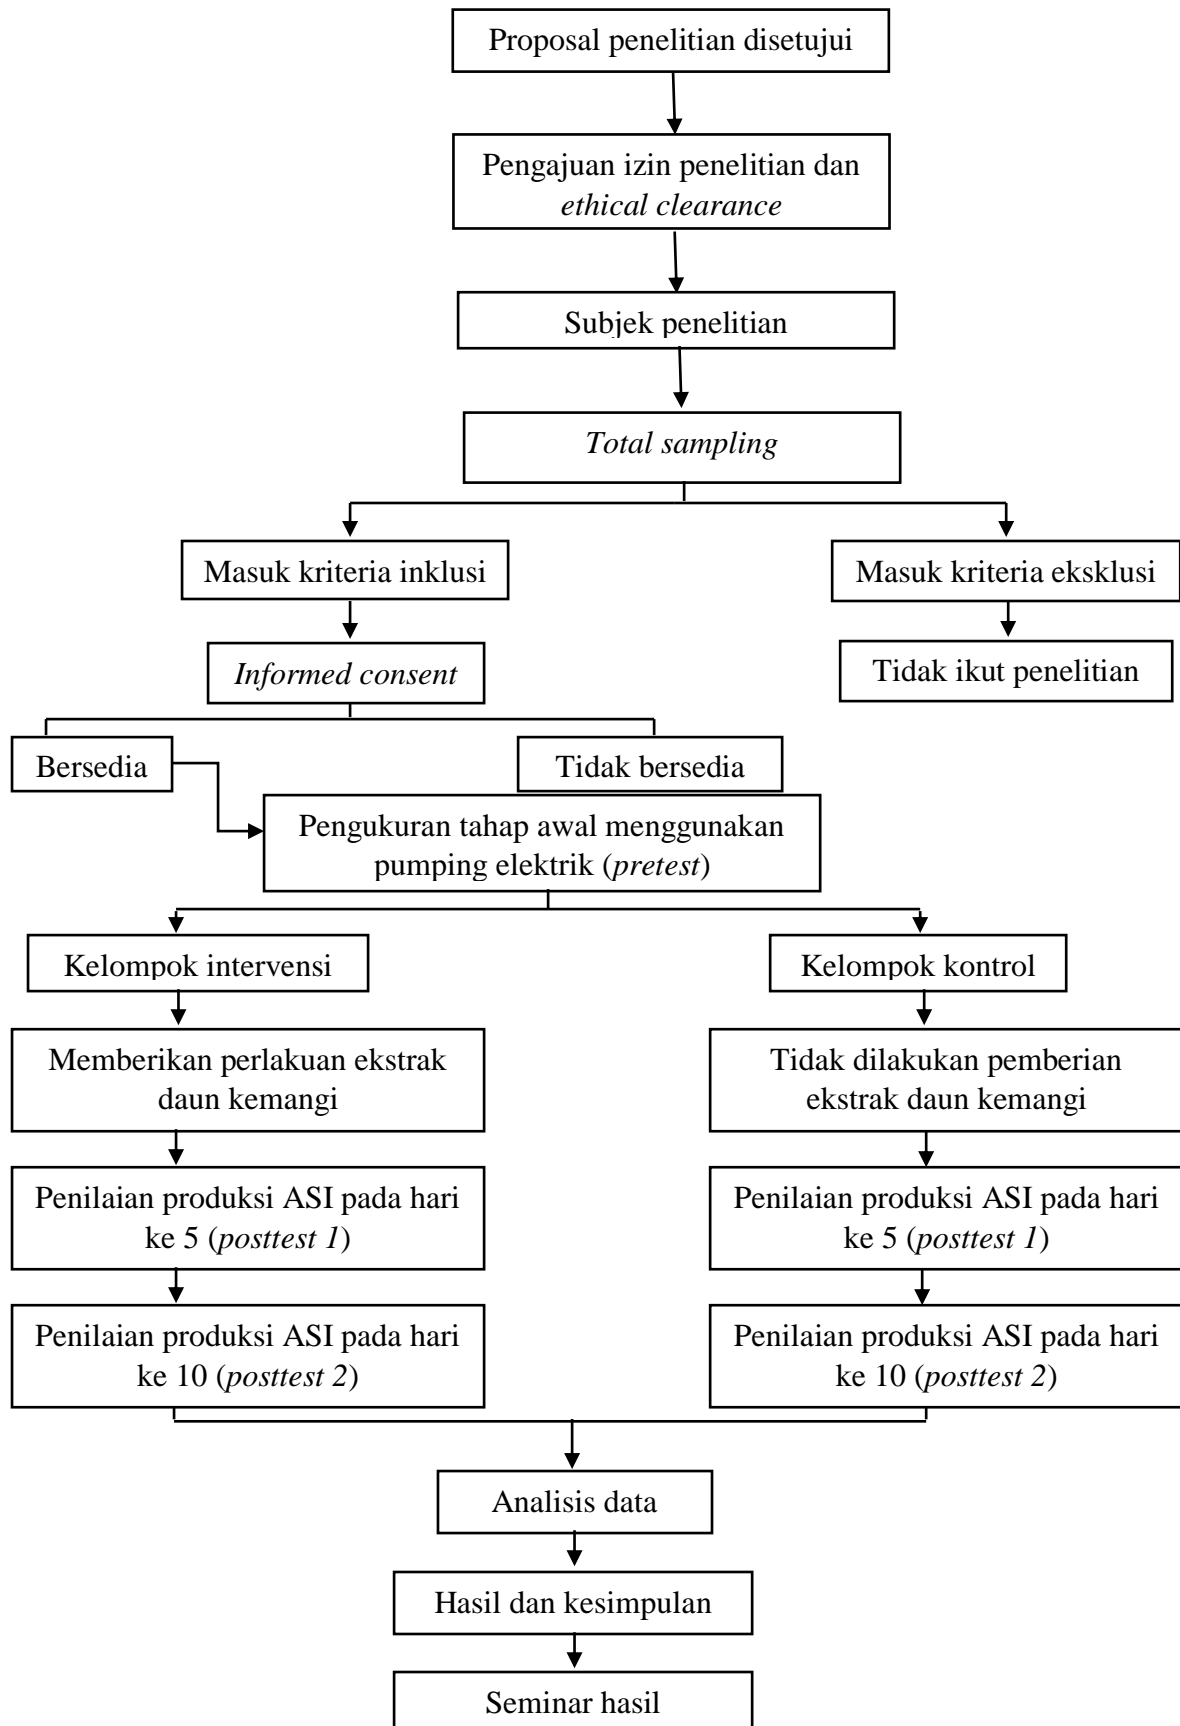 Proposal penelitian disetujui
Pengajuan izin penelitian dan
ethical clearance
Subjek penelitian
Total sampling
Masuk kriteria inklusi
Masuk kriteria eksklusi
Informed consent
Tidak ikut penelitian
Bersedia
Tidak bersedia
Pengukuran tahap awal menggunakan
pumping elektrik (pretest)
Kelompok intervensi
Kelompok kontrol
Memberikan perlakuan ekstrak
daun kemangi
Tidak dilakukan pemberian
ekstrak daun kemangi
Penilaian produksi ASI pada hari
ke 5 (posttest 1)
Penilaian produksi ASI pada hari
ke 5 (posttest 1)
Penilaian produksi ASI pada hari
ke 10 (posttest 2)
Penilaian produksi ASI pada hari
ke 10 (posttest 2)
Analisis data
Hasil dan kesimpulan
Seminar hasil